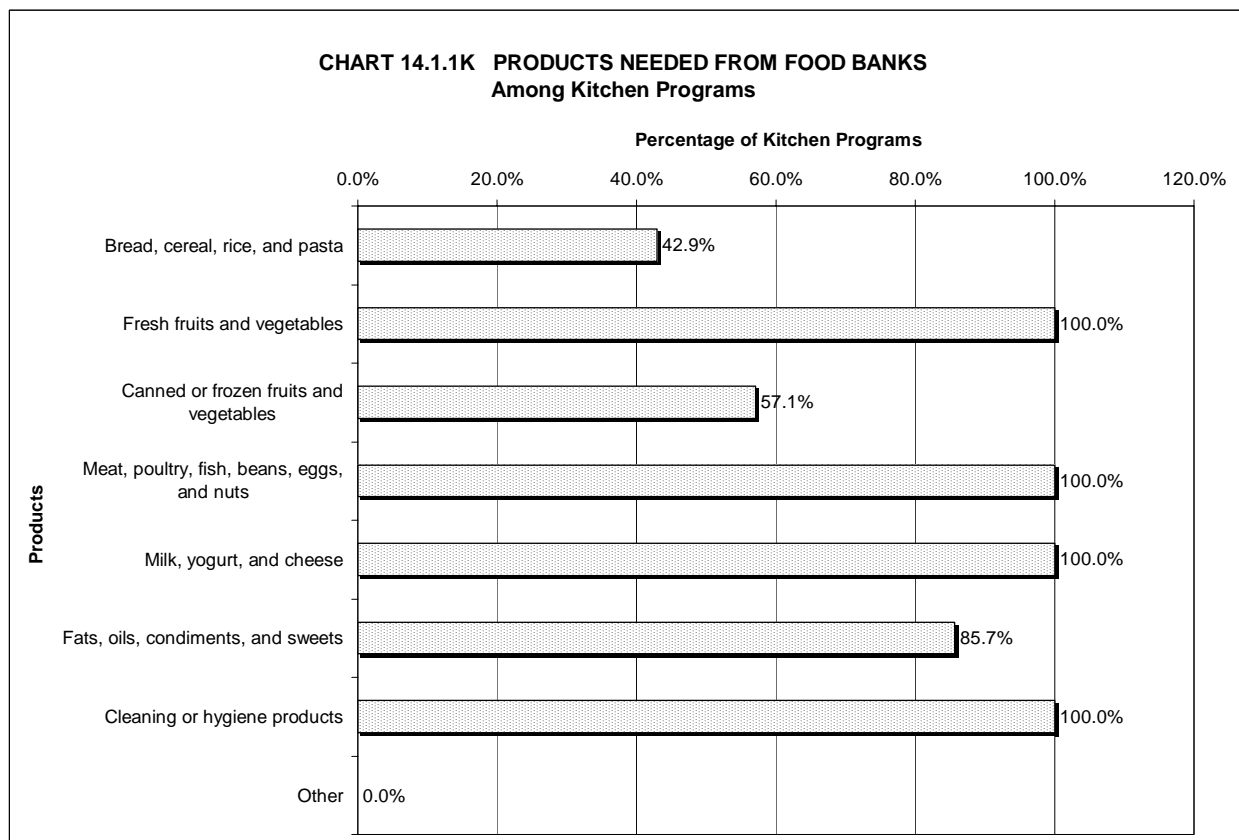 CHART 14.1.1K PRODUCTS NEEDED FROM FOOD BANKS
Among Kitchen Programs
Percentage of Kitchen Programs
0.0% 20.0% 40.0% 60.0% 80.0% 100.0% 120.0%
Products
Bread, cereal, rice, and pasta 42.9%
Fresh fruits and vegetables 100.0%
Canned or frozen fruits and
vegetables 57.1%
Meat, poultry, fish, beans, eggs,
and nuts 100.0%
Milk, yogurt, and cheese 100.0%
Fats, oils, condiments, and sweets 85.7%
Cleaning or hygiene products 100.0%
Other 0.0%